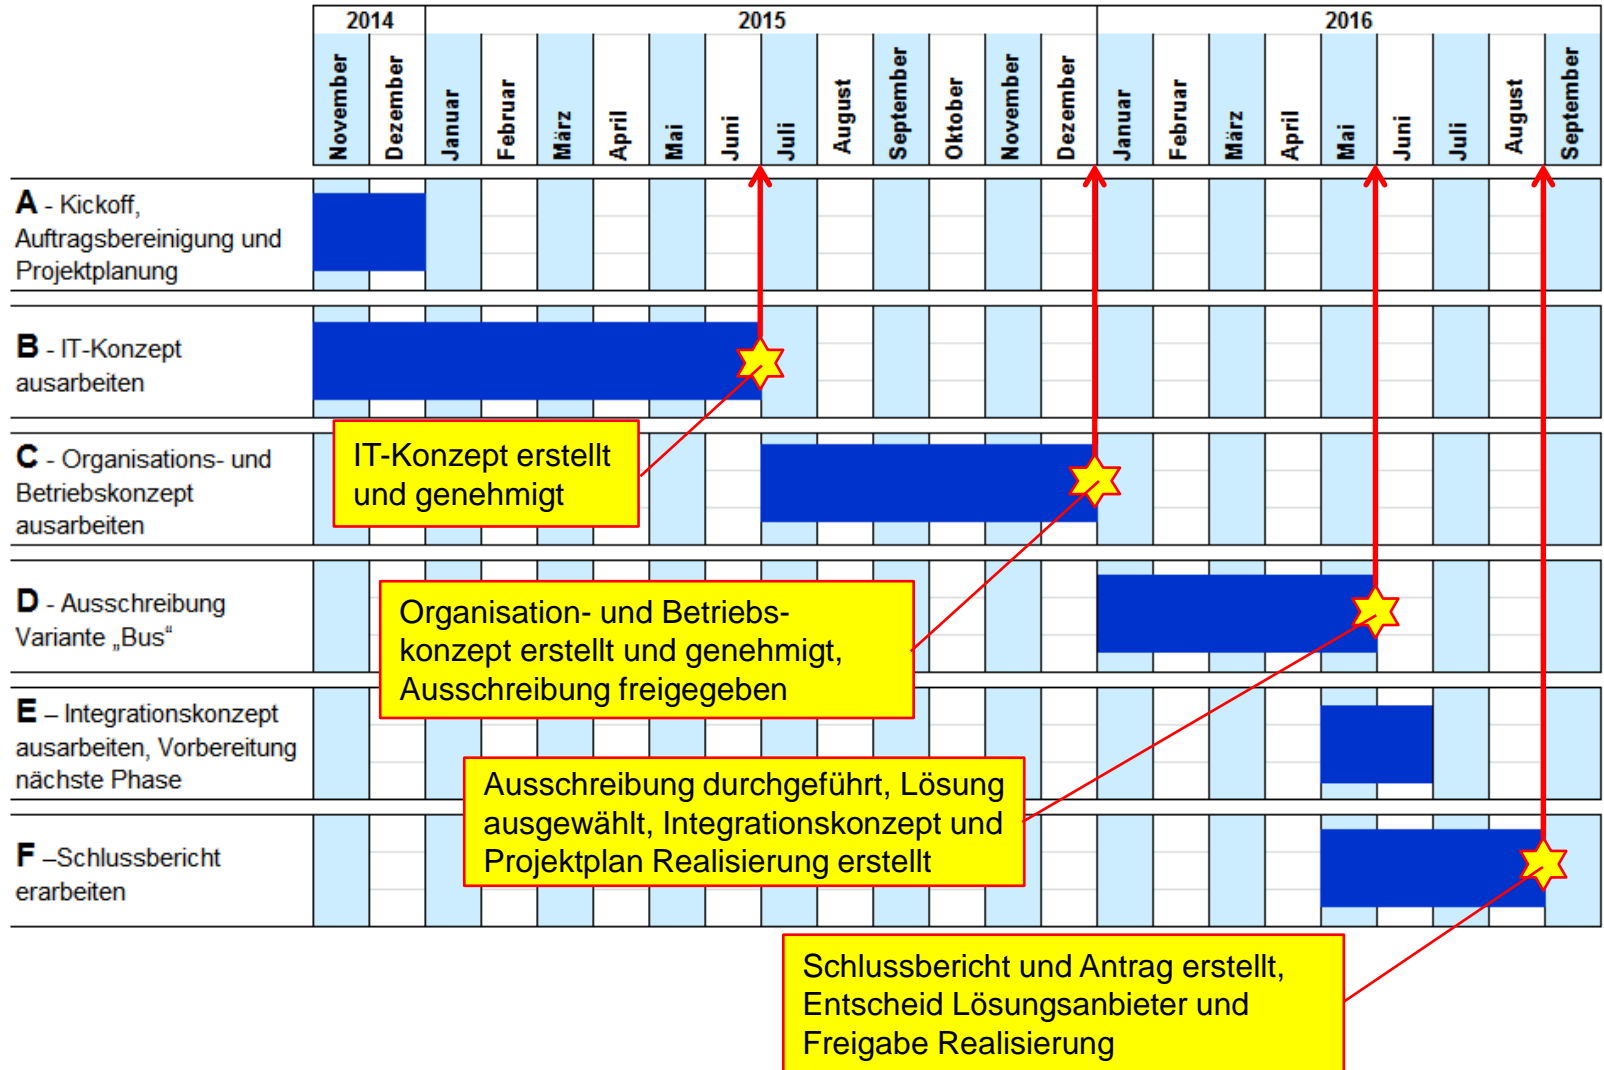 2014
2015
2016
November
Dezember
Januar
Februar
März
April
Mai
Juni
Juli
August
September
Oktober
November
Dezember
Januar
Februar
März
April
Mai
Juni
Juli
August
September
A - Kickoff,
Auftragsbereinigung und
Projektplanung
B - IT-Konzept
ausarbeiten
IT-Konzept erstellt
und genehmigt
C - Organisations- und
Betriebskonzept
ausarbeiten
D - Ausschreibung
Variante „Bus“
Organisation- und Betriebs-
konzept erstellt und genehmigt,
Ausschreibung freigegeben
E – Integrationskonzept
ausarbeiten, Vorbereitung
nächste Phase
Ausschreibung durchgeführt, Lösung
ausgewählt, Integrationskonzept und
Projektplan Realisierung erstellt
F –Schlussbericht
erarbeiten
Schlussbericht und Antrag erstellt,
Entscheid Lösungsanbieter und
Freigabe Realisierung